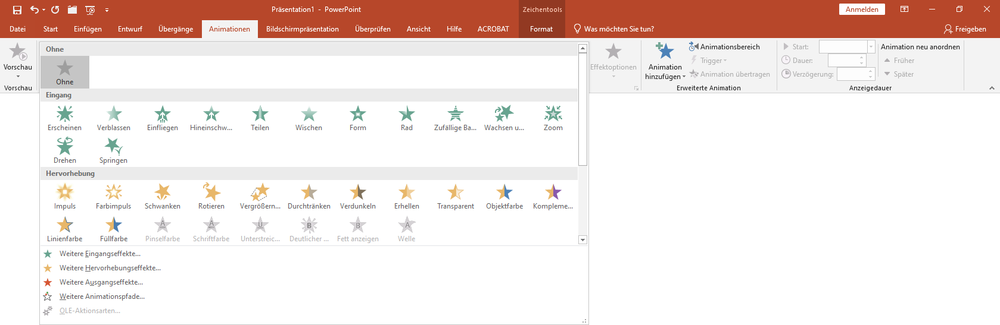 Präsentation1 - PowerPoint
Zeichentools
Anmelden
Datei Start Einfügen Entwurf Übergänge Animationen Bildschirmpräsentation Überprüfen Ansicht Hilfe ACROBAT Format Was möchten Sie tun? Freigeben
Vorschau
Vorschau
Ohne
Ohne
Eingang
Erscheinen Verblassen Einfliegen Hineinschw... Teilen Wischen Form Rad Zufällige Ba... Wachsen u... Zoom
Drehen Springen
Hervorhebung
Impuls Farbimpuls Schwanken Rotieren Vergrößern... Durchtränken Verdunkeln Erhellen Transparent Objektfarbe Kompleme...
Linienfarbe Füllfarbe Pinselfarbe Schriftfarbe Unterstreic... Deutlicher ... Fett anzeigen Welle
Weitere Eingangseffekte...
Weitere Hervorhebungseffekte...
Weitere Ausgangseffekte...
Weitere Animationspfade...
OLE-Aktionsarten...
Effektoptionen
Animation
hinzufügen
Animationsbereich
Trigger
Animation übertragen
Erweiterte Animation
Start:
Dauer:
Verzögerung:
Animation neu anordnen
Früher
Später
Anzeigedauer